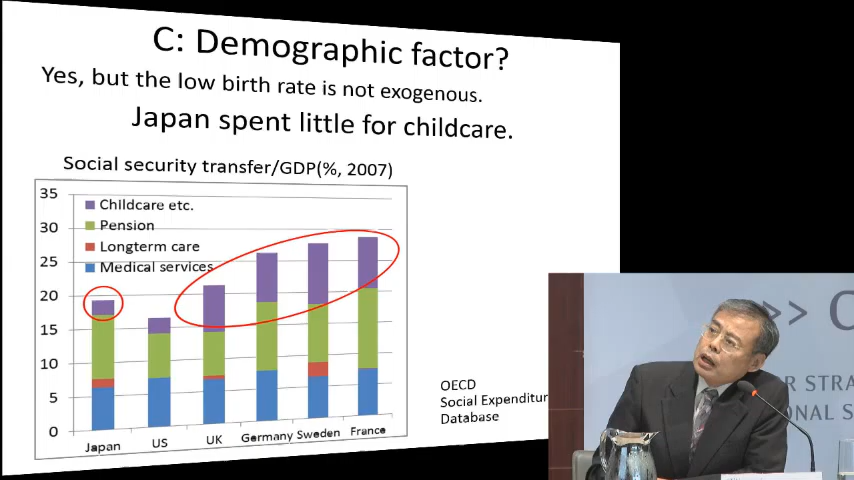 C: Demographic factor?
Yes, but the low birth rate is not exogenous.
Japan spent little for childcare.
Social security transfer/GDP(%, 2007)
35
30
25
20
15
10
5
0
Childcare etc.
Pension
Longterm care
Medical services
Japan US UK Germany Sweden France
OECD
Social Expenditur
Database
>> C
R STRA
IONAL S